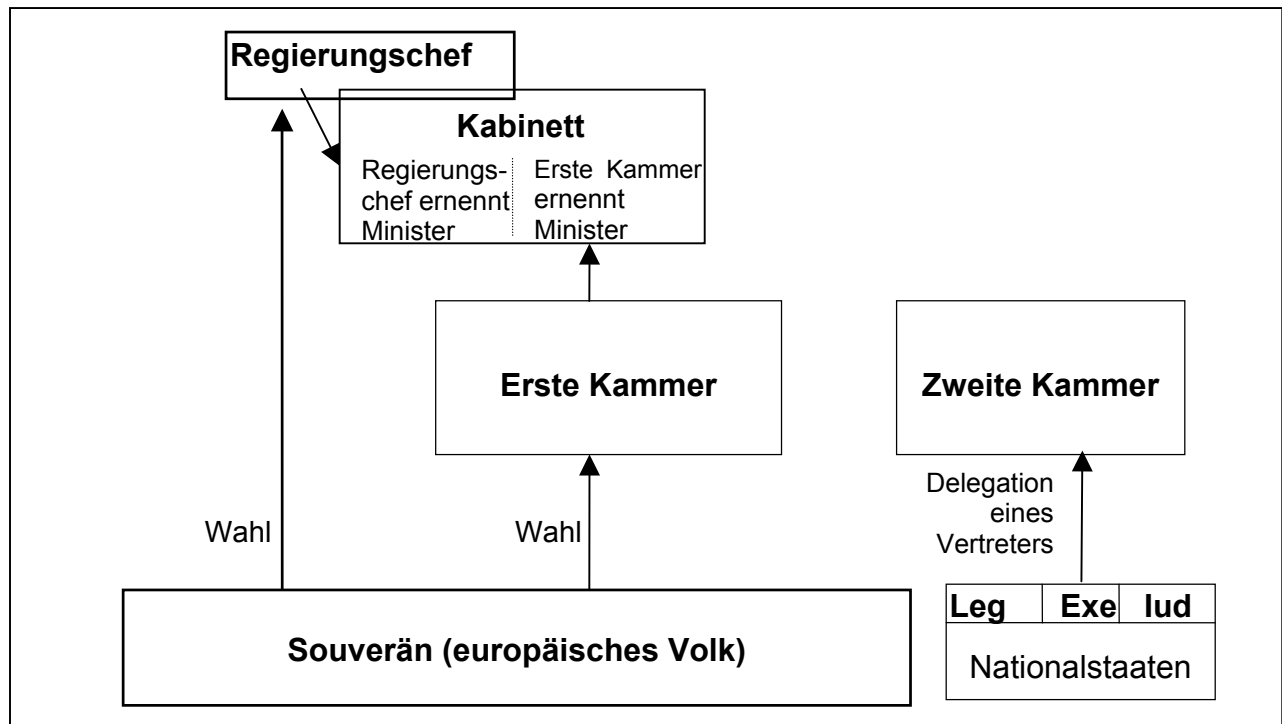 Regierungschef
Kabinett
Regierungs-
chef ernennt
Minister
Erste Kammer
ernennt
Minister
Erste Kammer
Zweite Kammer
Wahl
Wahl
Delegation
eines
Vertreters
Souverän (europäisches Volk)
Leg Exe Iud
Nationalstaaten